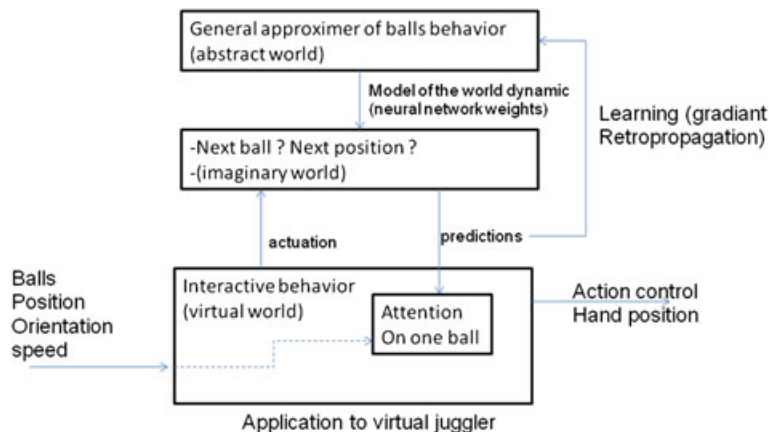 General approximer of balls behavior
(abstract world)
Model of the world dynamic
(neural network weights)
Learning (gradiant
Retropropagation)
-Next ball ? Next position ?
-(imaginary world)
actuation
predictions
Balls
Position
Orientation
speed
Interactive behavior
(virtual world)
Attention
On one ball
Action control
Hand position
Application to virtual juggler